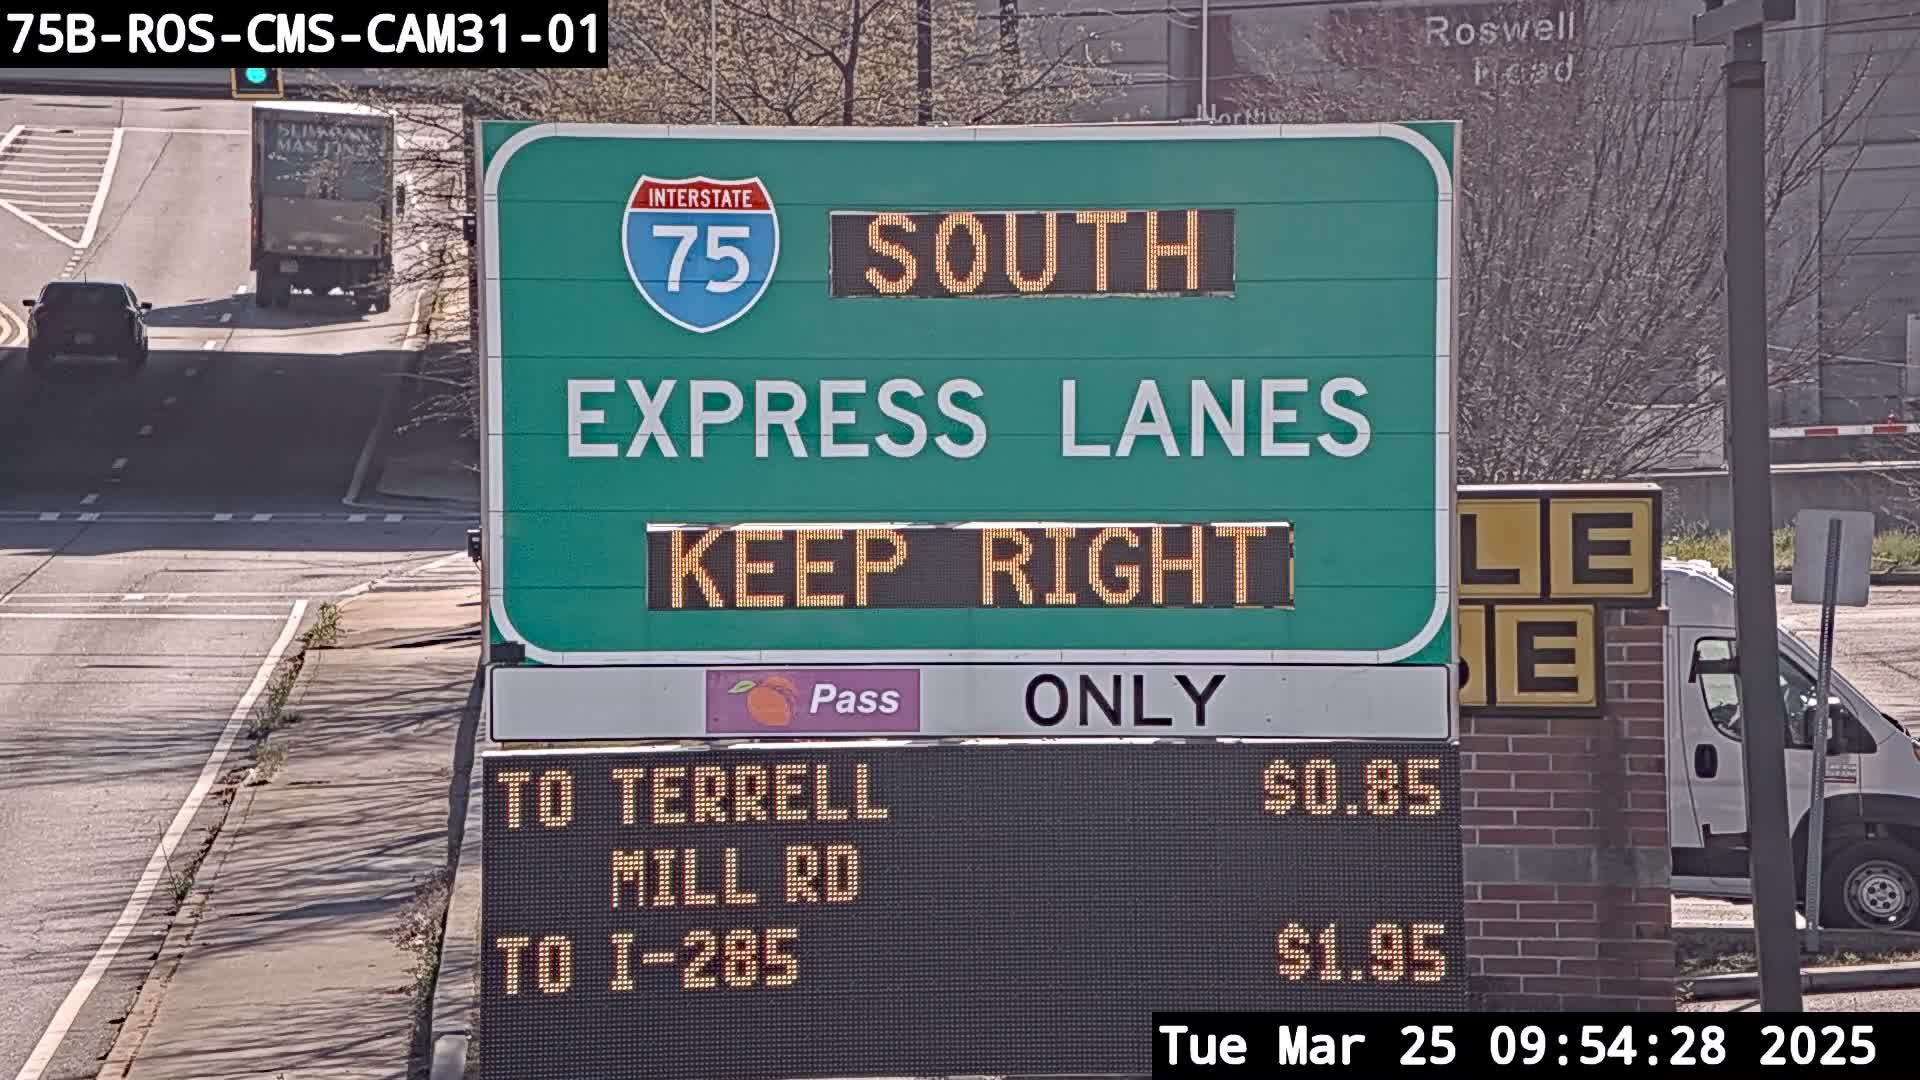 75B-ROS-CMS-CAM31-01
Roswell
Road
INTERSTATE
75
SOUTH
EXPRESS LANES
KEEP RIGHT
LE
E
Pass ONLY
TO TERRELL $0.85
MILL RD
TO I-285 $1.95
Tue Mar 25 09:54:28 2025